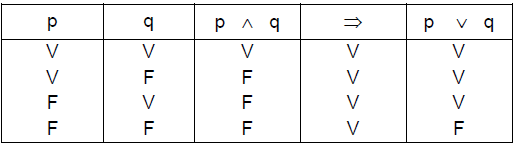 p q p ∧ q ⇒ p ∨ q
V V V V V
V F F V V
F V F V V
F F F V F